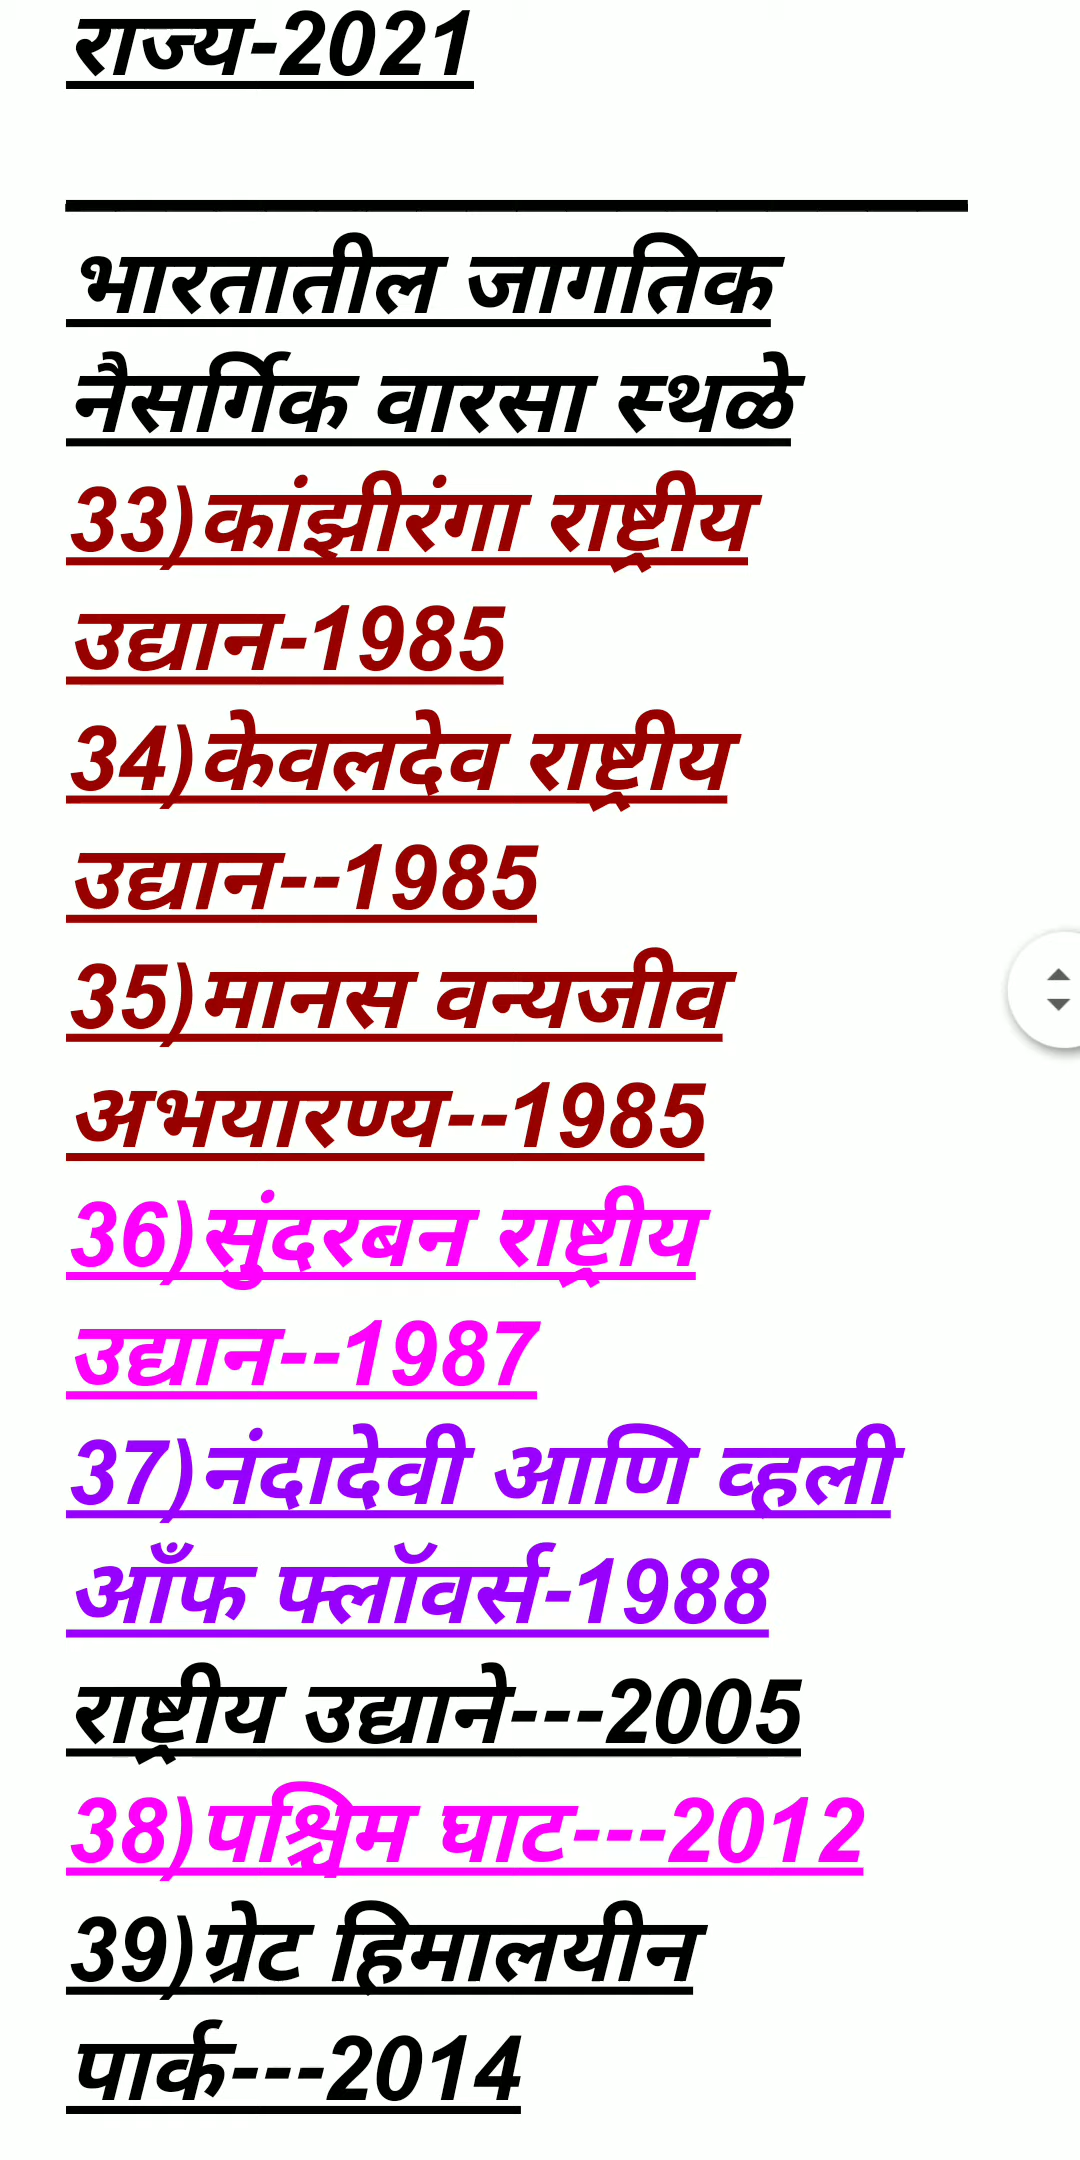 राज्य-2021
भारतातील जागतिक
नैसर्गिक वारसा स्थळे
33)कांझीरंगा राष्ट्रीय
उद्यान-1985
34)केवलदेव राष्ट्रीय
उद्यान--1985
35)मानस वन्यजीव
अभयारण्य--1985
36)सुंदरबन राष्ट्रीय
उद्यान--1987
37)नंदादेवी आणि व्हली
आँफ फ्लॉवर्स-1988
राष्ट्रीय उद्याने---2005
38)पश्चिम घाट---2012
39)ग्रेट हिमालयीन
पार्क---2014